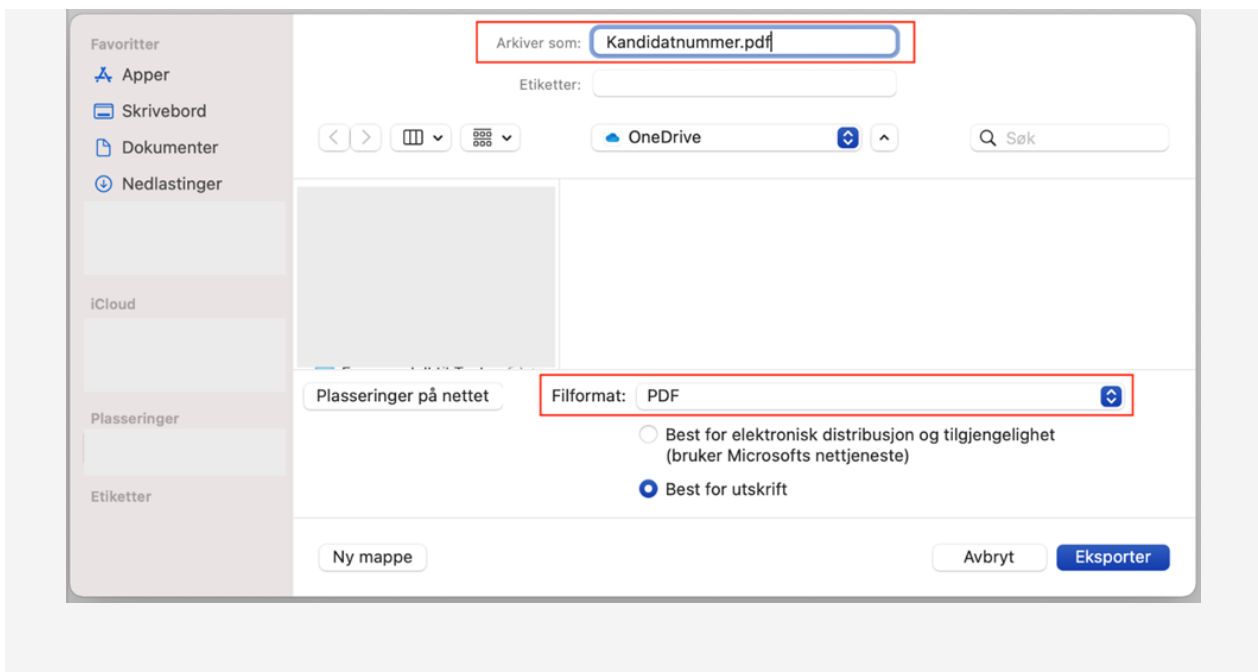 Favoritter
Apper
Skrivebord
Dokumenter
Nedlastinger
iCloud
Plasseringer
Etiketter
Arkiver som: Kandidatnummer.pdf
Etiketter:
OneDrive
Søk
Plasseringer på nettet
Filformat: PDF
Best for elektronisk distribusjon og tilgjengelighet
(bruker Microsofts nettjeneste)
Best for utskrift
Ny mappe
Avbryt
Eksporter